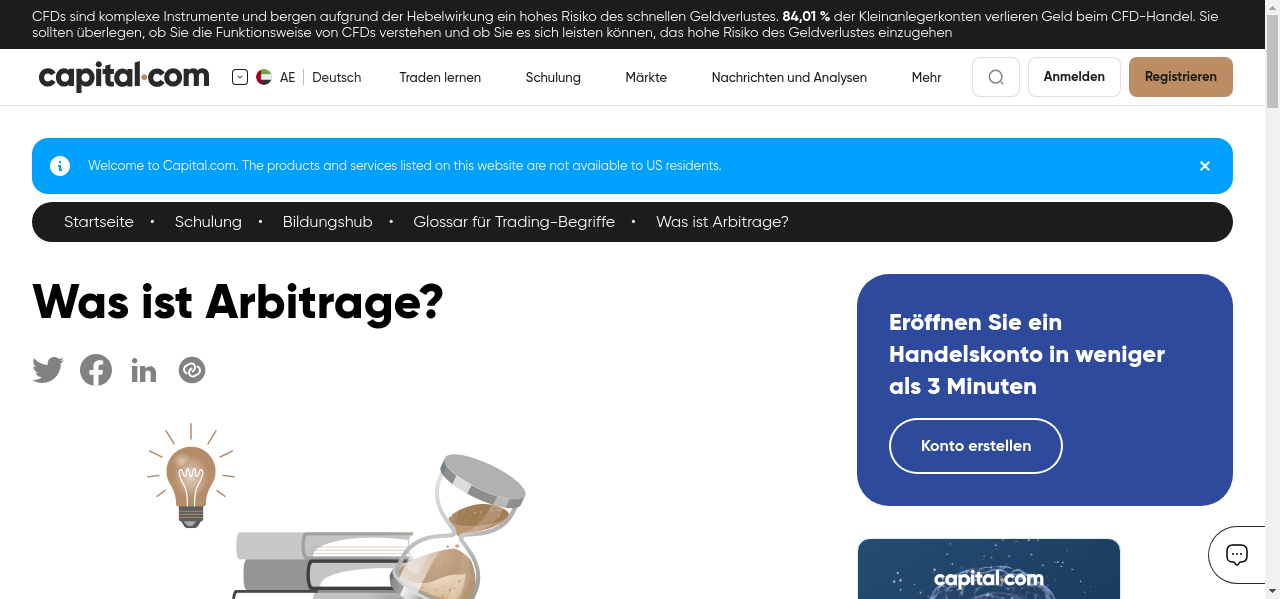 CFDs sind komplexe Instrumente und bergen aufgrund der Hebelwirkung ein hohes Risiko des schnellen Geldverlustes. 84,01 % der Kleinanlegerkonten verlieren Geld beim CFD-Handel. Sie
sollten überlegen, ob Sie die Funktionsweise von CFDs verstehen und ob Sie es sich leisten können, das hohe Risiko des Geldverlustes einzugehen
capital.com AE Deutsch Traden lernen Schulung Märkte Nachrichten und Analysen Mehr Anmelden Registrieren
Welcome to Capital.com. The products and services listed on this website are not available to US residents.
Startseite • Schulung • Bildungshub • Glossar für Trading-Begriffe • Was ist Arbitrage?
Was ist Arbitrage?
Eröffnen Sie ein
Handelskonto in weniger
als 3 Minuten
Konto erstellen
capital.com